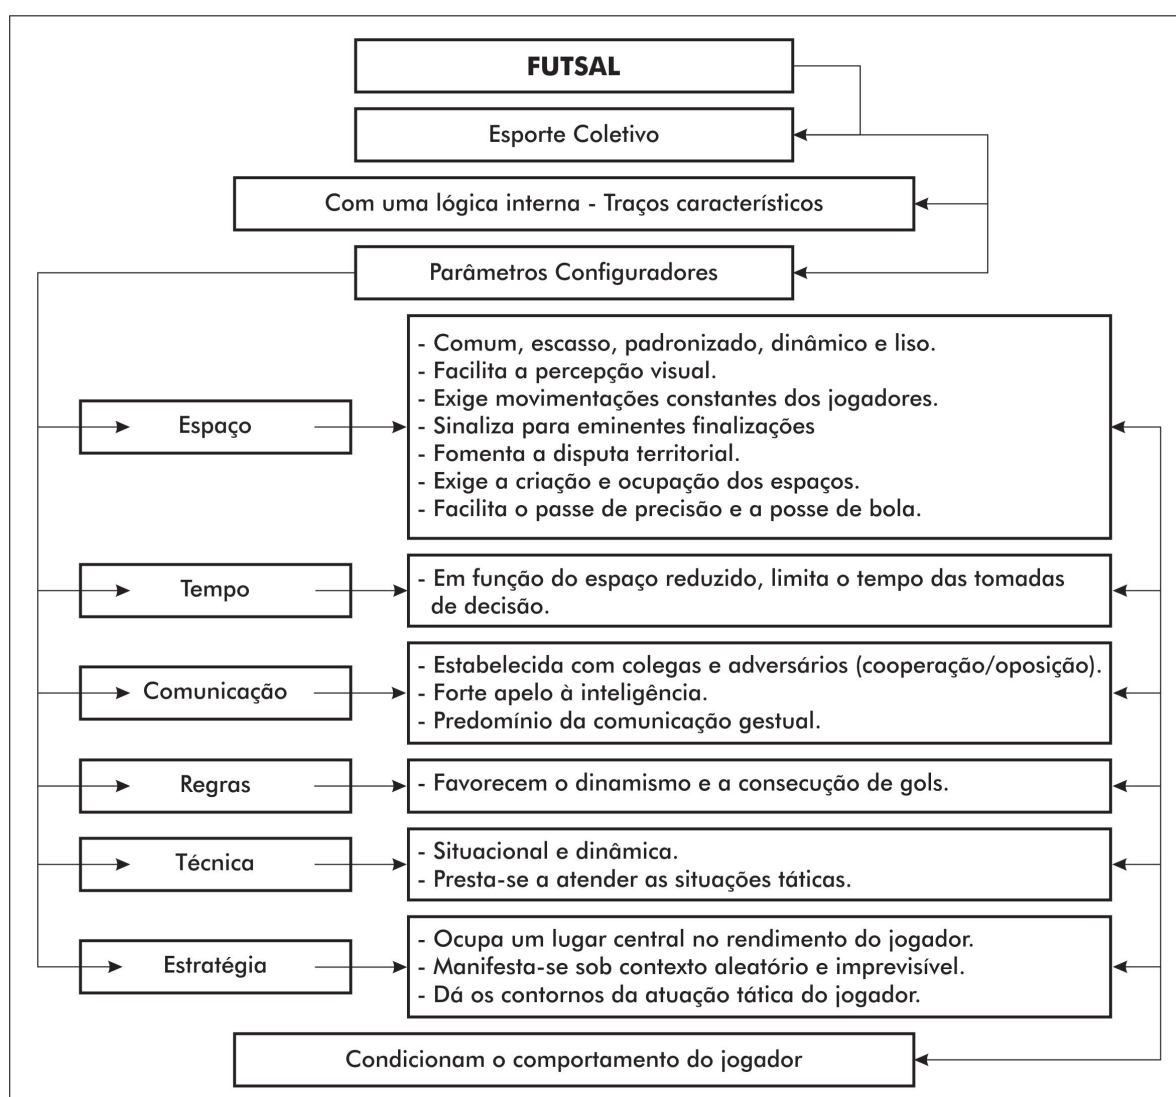 FUTSAL
Esporte Coletivo
Com uma lógica interna - Traços característicos
Parâmetros Configuradores
Espaço
- Comum, escasso, padronizado, dinâmico e liso.
- Facilita a percepção visual.
- Exige movimentações constantes dos jogadores.
- Sinaliza para eminentes finalizações
- Fomenta a disputa territorial.
- Exige a criação e ocupação dos espaços.
- Facilita o passe de precisão e a posse de bola.
Tempo
- Em função do espaço reduzido, limita o tempo das tomadas
de decisão.
Comunicação
- Estabelecida com colegas e adversários (cooperação/oposição).
- Forte apelo à inteligência.
- Predomínio da comunicação gestual.
Regras
- Favorecem o dinamismo e a consecução de gols.
Técnica
- Situacional e dinâmica.
- Presta-se a atender as situações táticas.
Estratégia
- Ocupa um lugar central no rendimento do jogador.
- Manifesta-se sob contexto aleatório e imprevisível.
- Dá os contornos da atuação tática do jogador.
Condicionam o comportamento do jogador